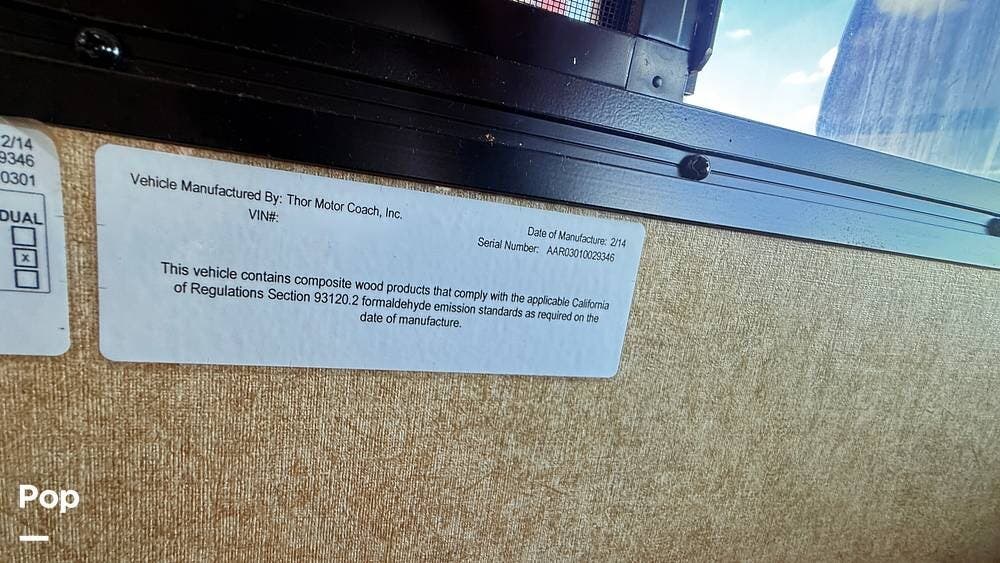 2/14
9346
0301
DUAL
x
Vehicle Manufactured By: Thor Motor Coach, Inc.
VIN#:
Date of Manufacture: 2/14
Serial Number: AAR03010029346
This vehicle contains composite wood products that comply with the applicable California
of Regulations Section 93120.2 formaldehyde emission standards as required on the
date of manufacture.
Pop